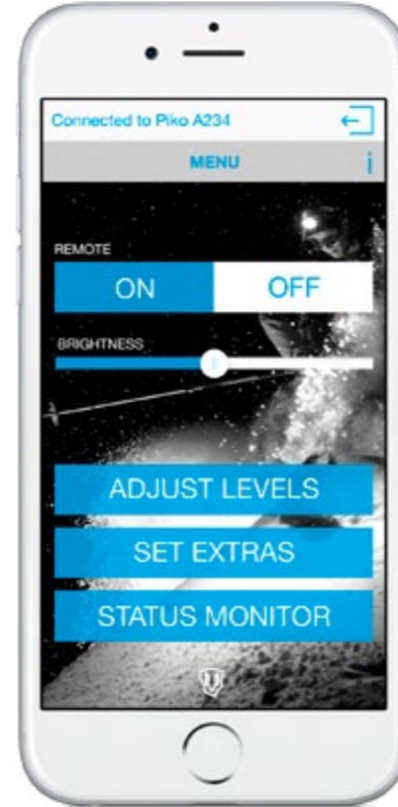 Connected to Piko A234
MENU i
REMOTE
ON OFF
BRIGHTNESS
ADJUST LEVELS
SET EXTRAS
STATUS MONITOR